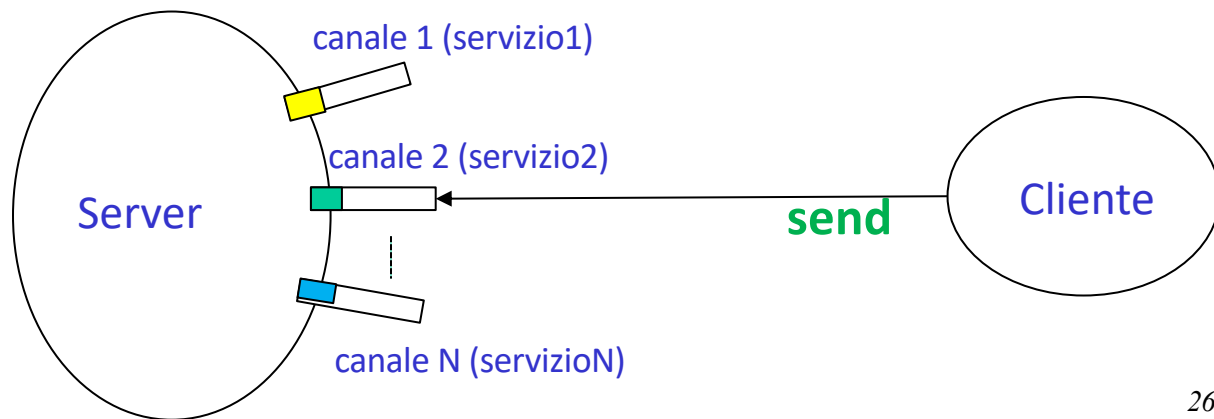 canale 1 (servizio1)
canale 2 (servizio2)
Server
send
Cliente
canale N (servizioN)
26